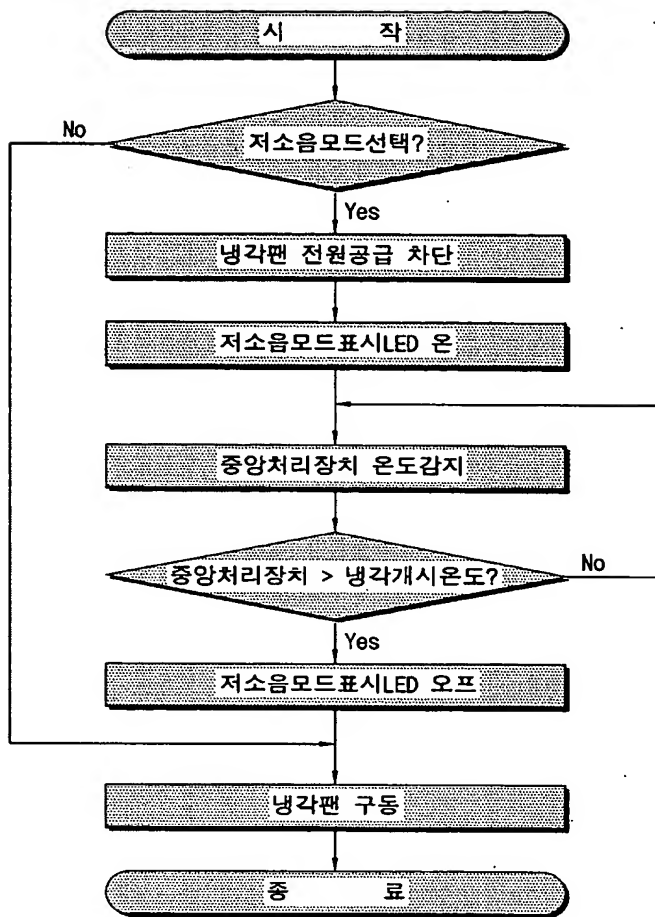 시 작
저소음모드선택?
No
Yes
냉각팬 전원공급 차단
저소음모드표시LED 온
중앙처리장치 온도감지
중앙처리장치 > 냉각개시온도?
No
Yes
저소음모드표시LED 오프
냉각팬 구동
종 료